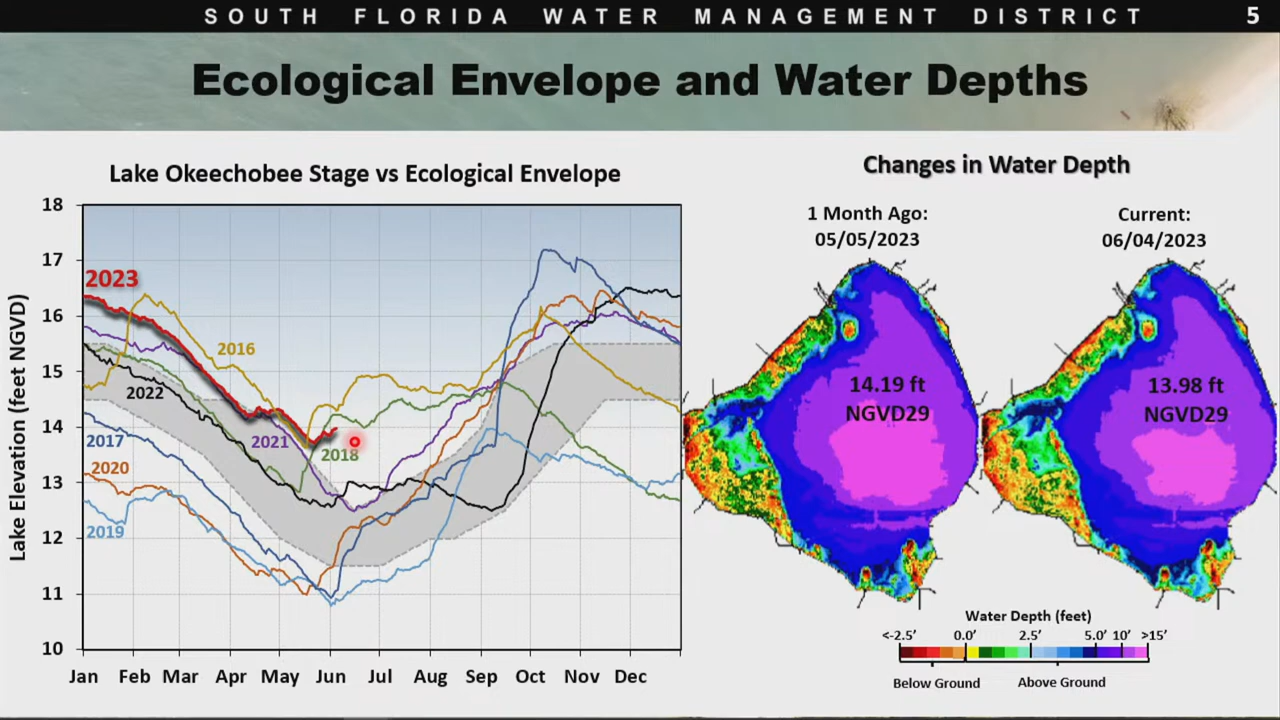 SOUTH FLORIDA WATER MANAGEMENT DISTRICT 5
Ecological Envelope and Water Depths
Lake Okeechobee Stage vs Ecological Envelope
Lake Elevation (feet NGVD)
18
17
16
15
14
13
12
11
10
Jan Feb Mar Apr May Jun Jul Aug Sep Oct Nov Dec
2023
2016
2022
2021
2018
2017
2020
2019
Changes in Water Depth
1 Month Ago:
05/05/2023
14.19 ft
NGVD29
Current:
06/04/2023
13.98 ft
NGVD29
Water Depth (feet)
<-2.5' 0.0' 2.5' 5.0' 10' >15'
Below Ground Above Ground